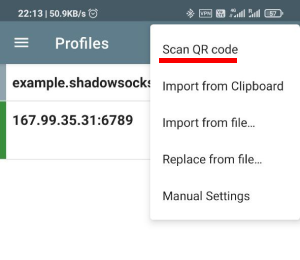 22:13 | 50.9KB/s
VPN
4G
67
Profiles
Scan QR code
example.shadowsocks
Import from Clipboard
167.99.35.31:6789
Import from file...
Replace from file...
Manual Settings